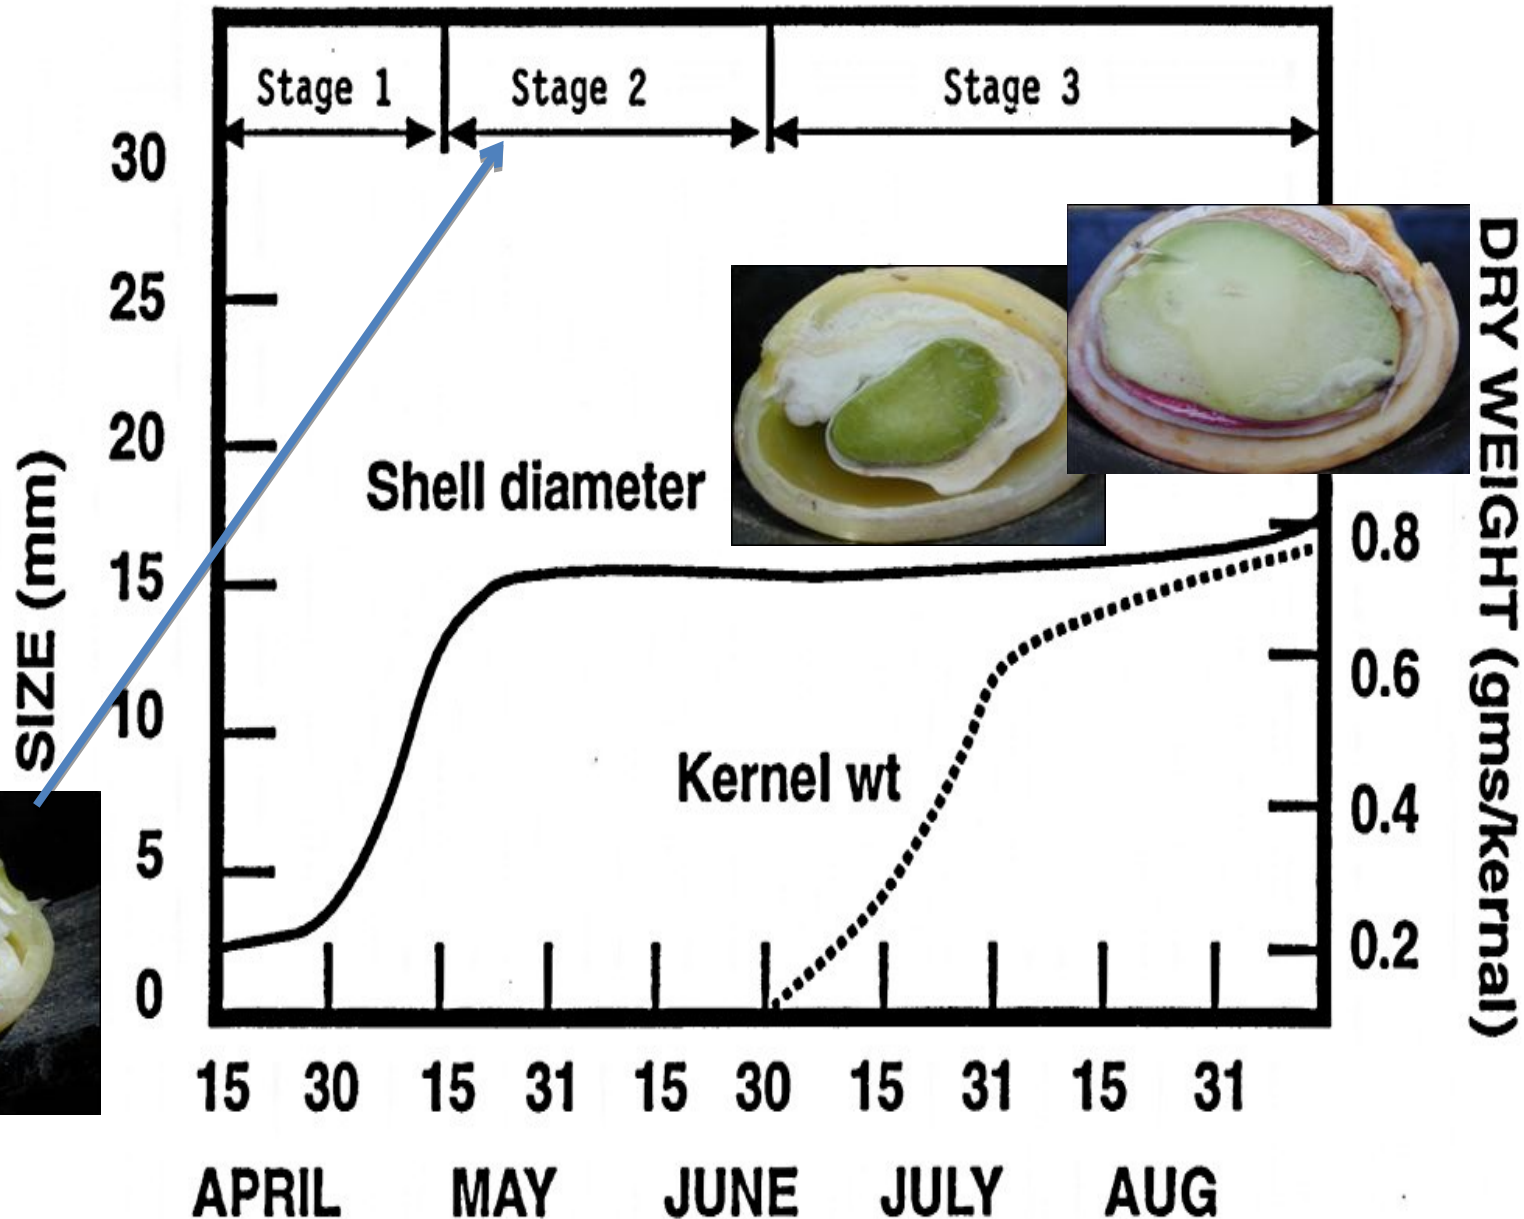 Stage 1 Stage 2 Stage 3
30
25
20
15
10
5
0
SIZE (mm)
Shell diameter
Kernel wt
0.8
0.6
0.4
0.2
DRY WEIGHT (gms/kernal)
15 30 15 31 15 30 15 31 15 31
APRIL MAY JUNE JULY AUG